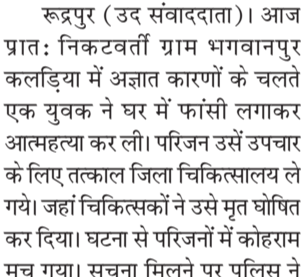 रूद्रपुर (उद संवाददाता)। आज
प्रात: निकटवर्ती ग्राम भगवानपुर
कलड़िया में अज्ञात कारणों के चलते
एक युवक ने घर में फांसी लगाकर
आत्महत्या कर ली। परिजन उसें उपचार
के लिए तत्काल जिला चिकित्सालय ले
गये। जहां चिकित्सकों ने उसे मृत घोषित
कर दिया। घटना से परिजनों में कोहराम
मच गया। सूचना मिलने पर पुलिस ने